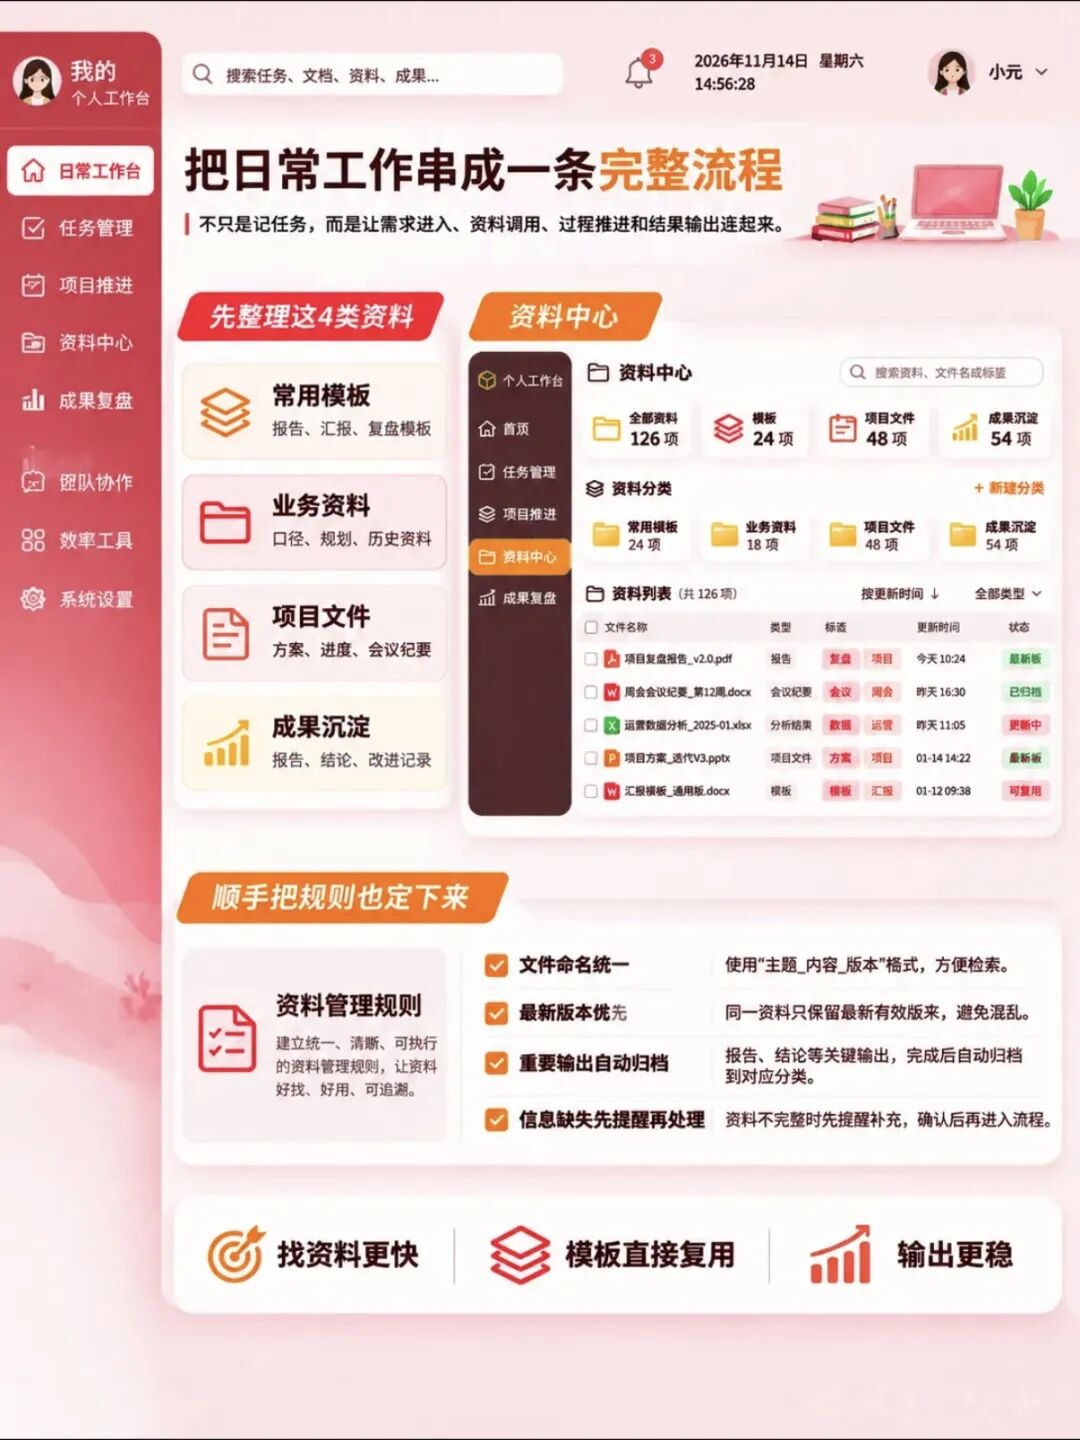 我的
个人工作台
搜索任务、文档、资料、成果...
3
2026年11月14日 星期六
14:56:28
小元
日常工作台
任务管理
项目推进
资料中心
成果复盘
团队协作
效率工具
系统设置
把日常工作串成一条完整流程
不只是记任务，而是让需求进入、资料调用、过程推进和结果输出连起来。
先整理这4类资料
常用模板
报告、汇报、复盘模板
业务资料
口径、规划、历史资料
项目文件
方案、进度、会议纪要
成果沉淀
报告、结论、改进记录
资料中心
个人工作台
首页
任务管理
项目推进
资料中心
成果复盘
资料中心
搜索资料、文件名或标签
全部资料
126 项
模板
24 项
项目文件
48 项
成果沉淀
54 项
资料分类
+ 新建分类
常用模板
24 项
业务资料
18 项
项目文件
48 项
成果沉淀
54 项
资料列表（共 126 项）
按更新时间 ↓
全部类型
文件名称 类型 标签 更新时间 状态
项目复盘报告_v2.0.pdf 报告 复盘 项目 今天 10:24 最新版
W 周会会议纪要_第12周.docx 会议纪要 会议 周会 昨天 16:30 已归档
X 运营数据分析_2025-01.xlsx 分析结果 数据 运营 昨天 11:05 更新中
P 项目方案_迭代V3.pptx 项目文件 方案 项目 01-14 14:22 最新板
W 汇报模板_通用版.docx 模板 模板 汇报 01-12 09:38 可复用
顺手把规则也定下来
资料管理规则
建立统一、清晰、可执行
的资料管理规则，让资料
好找、好用、可追溯。
文件命名统一
使用“主题_内容_版本”格式，方便检索。
最新版本优先
同一资料只保留最新有效版来，避免混乱。
重要输出自动归档
报告、结论等关键输出，完成后自动归档
到对应分类。
信息缺失先提醒再处理
资料不完整时先提醒补充，确认后再进入流程。
找资料更快
模板直接复用
输出更稳